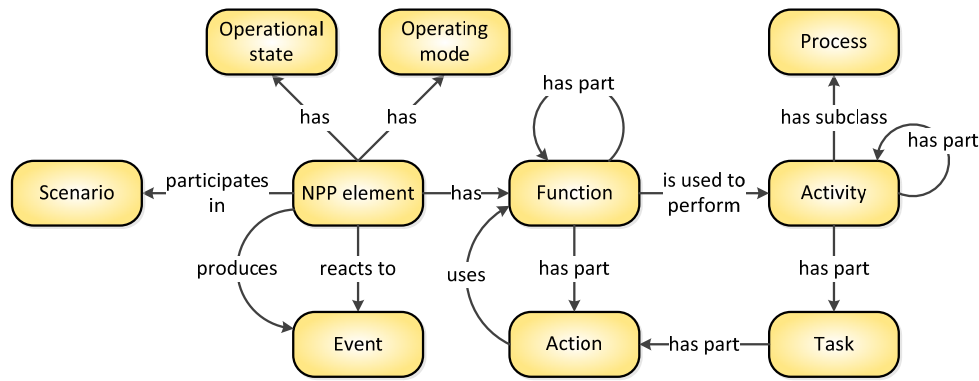 Operational
state
Operating
mode
Process
has
has
has part
has subclass
has part
Scenario
participates
in
NPP element
has
Function
is used to
perform
Activity
produces
reacts to
uses
has part
has part
Event
Action
has part
Task